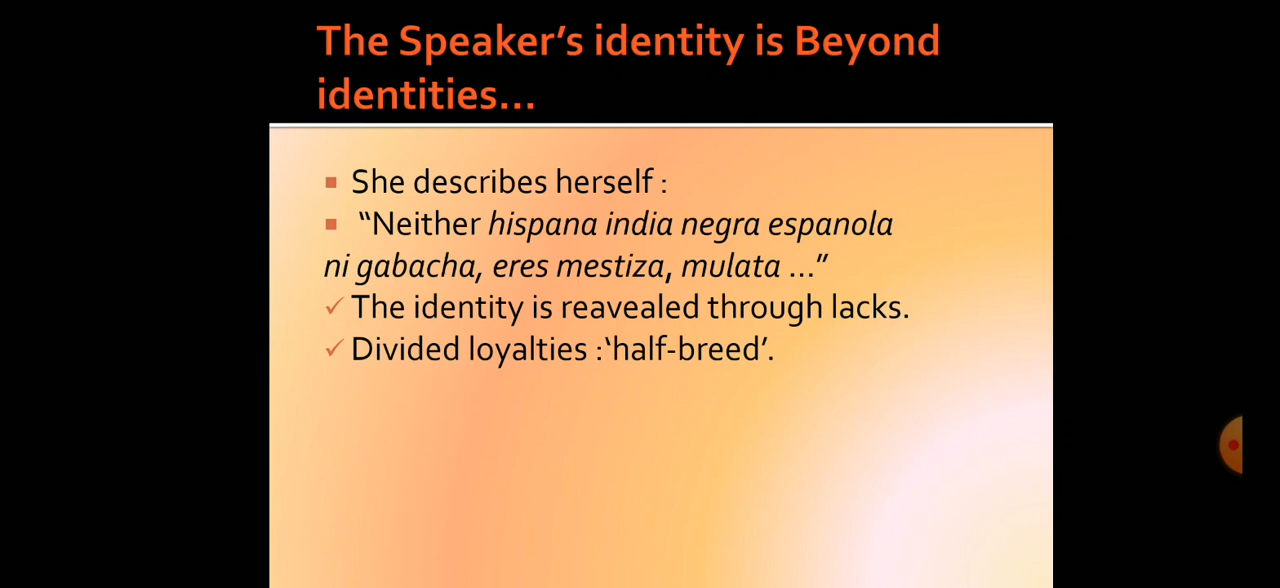 The Speaker's identity is Beyond
identities...
She describes herself :
“Neither hispana india negra espanola
ni gabacha, eres mestiza, mulata ...”
The identity is reavealed through lacks.
Divided loyalties :‘half-breed’.